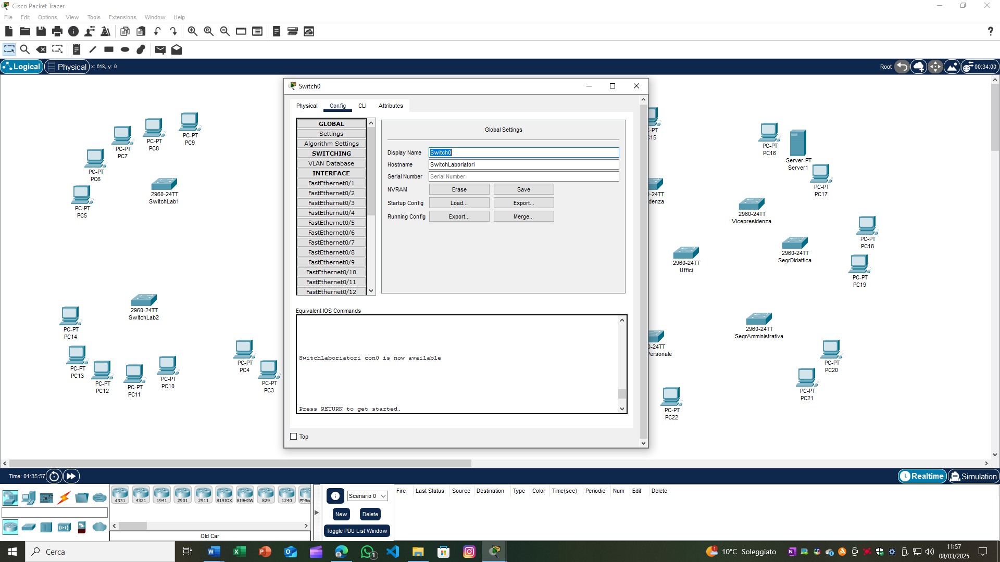 Cisco Packet Tracer
File Edit Options View Tools Extensions Window Help
Logical Physical x: 618, y: 0 Root 00:34:00
Switch0
Physical Config CLI Attributes
GLOBAL
Settings
Algorithm Settings
SWITCHING
VLAN Database
INTERFACE
FastEthernet0/1
FastEthernet0/2
FastEthernet0/3
FastEthernet0/4
FastEthernet0/5
FastEthernet0/6
FastEthernet0/7
FastEthernet0/8
FastEthernet0/9
FastEthernet0/10
FastEthernet0/11
FastEthernet0/12
Global Settings
Display Name Switch0
Hostname SwitchLaboriatori
Serial Number Serial Number
NVRAM Erase Save
Startup Config Load... Export...
Running Config Export... Merge...
Equivalent IOS Commands
SwitchLaboriatori con0 is now available
Press RETURN to get started.
Top
PC-PT
PC9
PC-PT
PC8
PC-PT
PC7
PC-PT
PC6
PC-PT
PC5
2960-24TT
SwitchLab1
2960-24TT
SwitchLab2
PC-PT
PC14
PC-PT
PC13
PC-PT
PC12
PC-PT
PC11
PC-PT
PC10
PC-PT
PC4
PC-PT
PC3
C-PT
C15
PC-PT
PC16
Server-PT
Server1
PC-PT
PC17
0-24TT
denza
2960-24TT
Vicepresidenza
PC-PT
PC18
2960-24TT
SegrDidattica
2960-24TT
Uffici
PC-PT
PC19
2960-24TT
SegrAmministrativa
0-24TT
Personale
PC-PT
PC20
PC-PT
PC21
PC-PT
PC22
Time: 01:35:57 Realtime Simulation
4331 4321 1941 2901 2911 819IOX 819HGW 829 1240 PT-Rou
Old Car
Scenario 0
New Delete
Toggle PDU List Window
Fire Last Status Source Destination Type Color Time(sec) Periodic Num Edit Delete
Cerca
10°C Soleggiato
11:57
08/03/2025